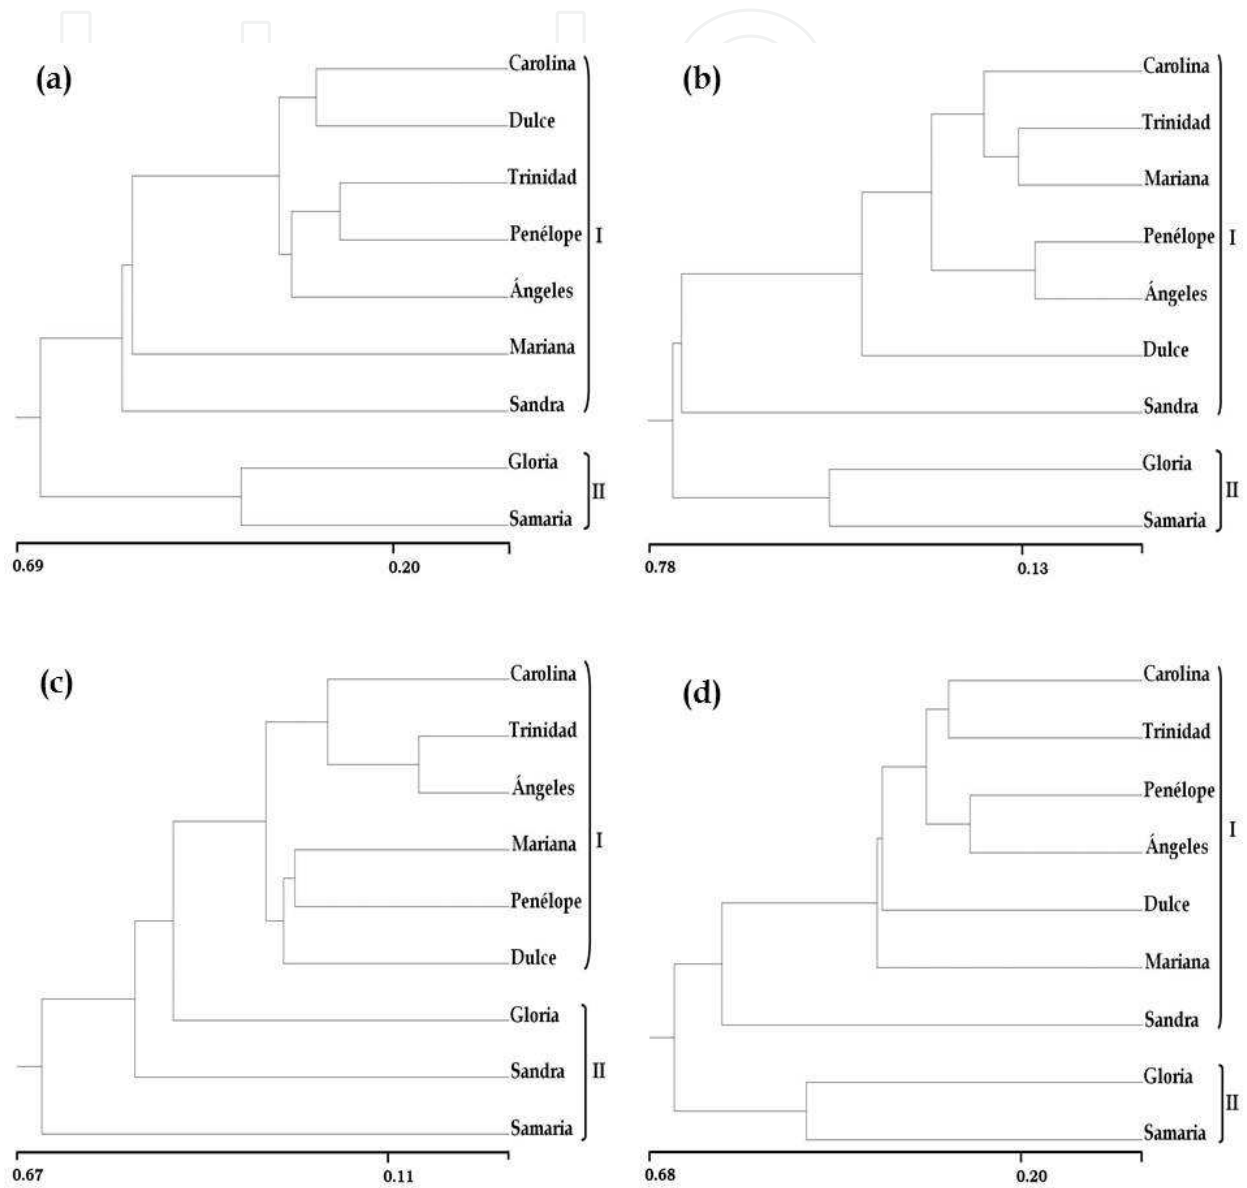 (a)
Carolina
Dulce
Trinidad
Penélope
Ángeles
Mariana
Sandra
I
Gloria
Samaria
II
0.69 0.20
(b)
Carolina
Trinidad
Mariana
Penélope
Ángeles
Dulce
Sandra
I
Gloria
Samaria
II
0.78 0.13
(c)
Carolina
Trinidad
Ángeles
Mariana
Penélope
Dulce
I
Gloria
Sandra
Samaria
II
0.67 0.11
(d)
Carolina
Trinidad
Penélope
Ángeles
Dulce
Mariana
Sandra
I
Gloria
Samaria
II
0.68 0.20